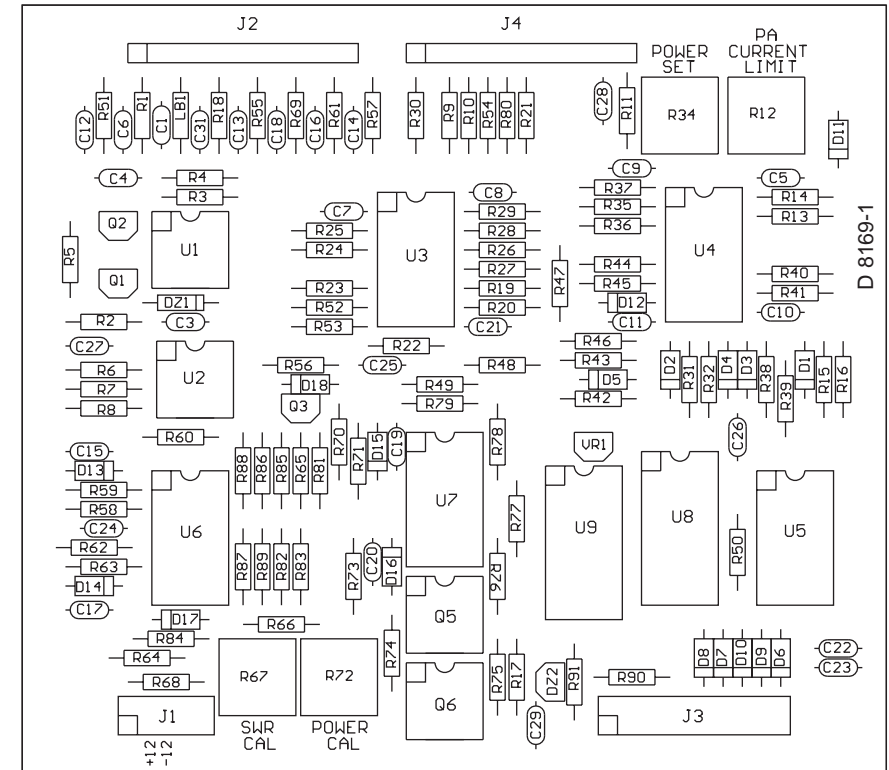 J2 J4
POWER SET
PA CURRENT LIMIT
C12 R51 C6 R1 C1 LB1 C31 R18 C13 R55 C18 R69 C16 R61 C14 R57 R30 R9 R10 R54 R80 R21 C28 R11 R34 R12 D11
C4 R4 C9 C5
R3 C8 R37 R14
Q2 C7 R29 R35 R13
R5 U1 R25 U3 R28 R36 U4
R24 R26
Q1 R27 R47 R44 R40
R23 R19 R45 R41
DZ1 R52 R20 D12 C10
R2 C3 R53 C21 C11
C27 R22 R46
R6 U2 R56 C25 R48 R43 D2 R31 R32 D4 D3 R38 R39 D1 R15 R16
R7 D18 R49 D5
R8 Q3 R79 R42
R60 R70 R71 D15 C19 R78 VR1 C26
C15
D13 R88 R86 R85 R65 R81
R59 U7 U9 U8 U5
R58 U6 R77
C24
R62 R50
R63 R87 R89 R82 R83 R73 C20 D16 R76
D14
C17 Q5
D17 R66
R84 R74
R64 D8 D7 D10 D9 D6 C22
R67 R72 R75 R17 DZ2 R91 R90 C23
R68 Q6
J1 C29 J3
SWR CAL
POWER CAL
+12
-12
D 8169-1